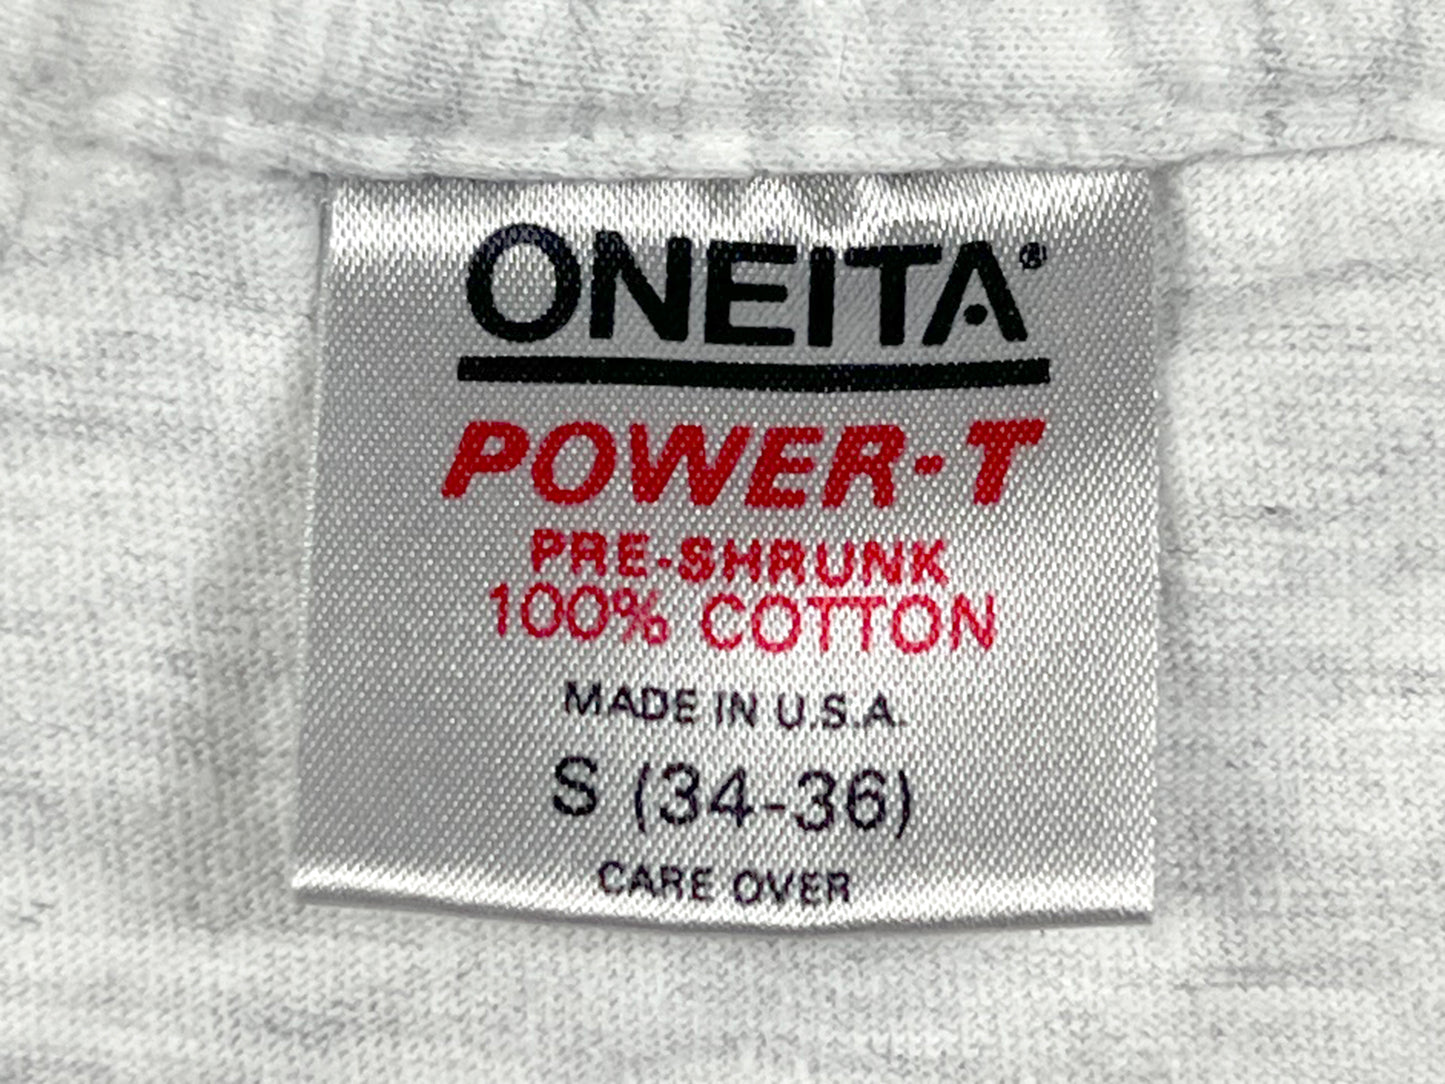 ONEITA®
POWER-T
PRE-SHRUNK
100% COTTON
MADE IN U.S.A.
S (34-36)
CARE OVER